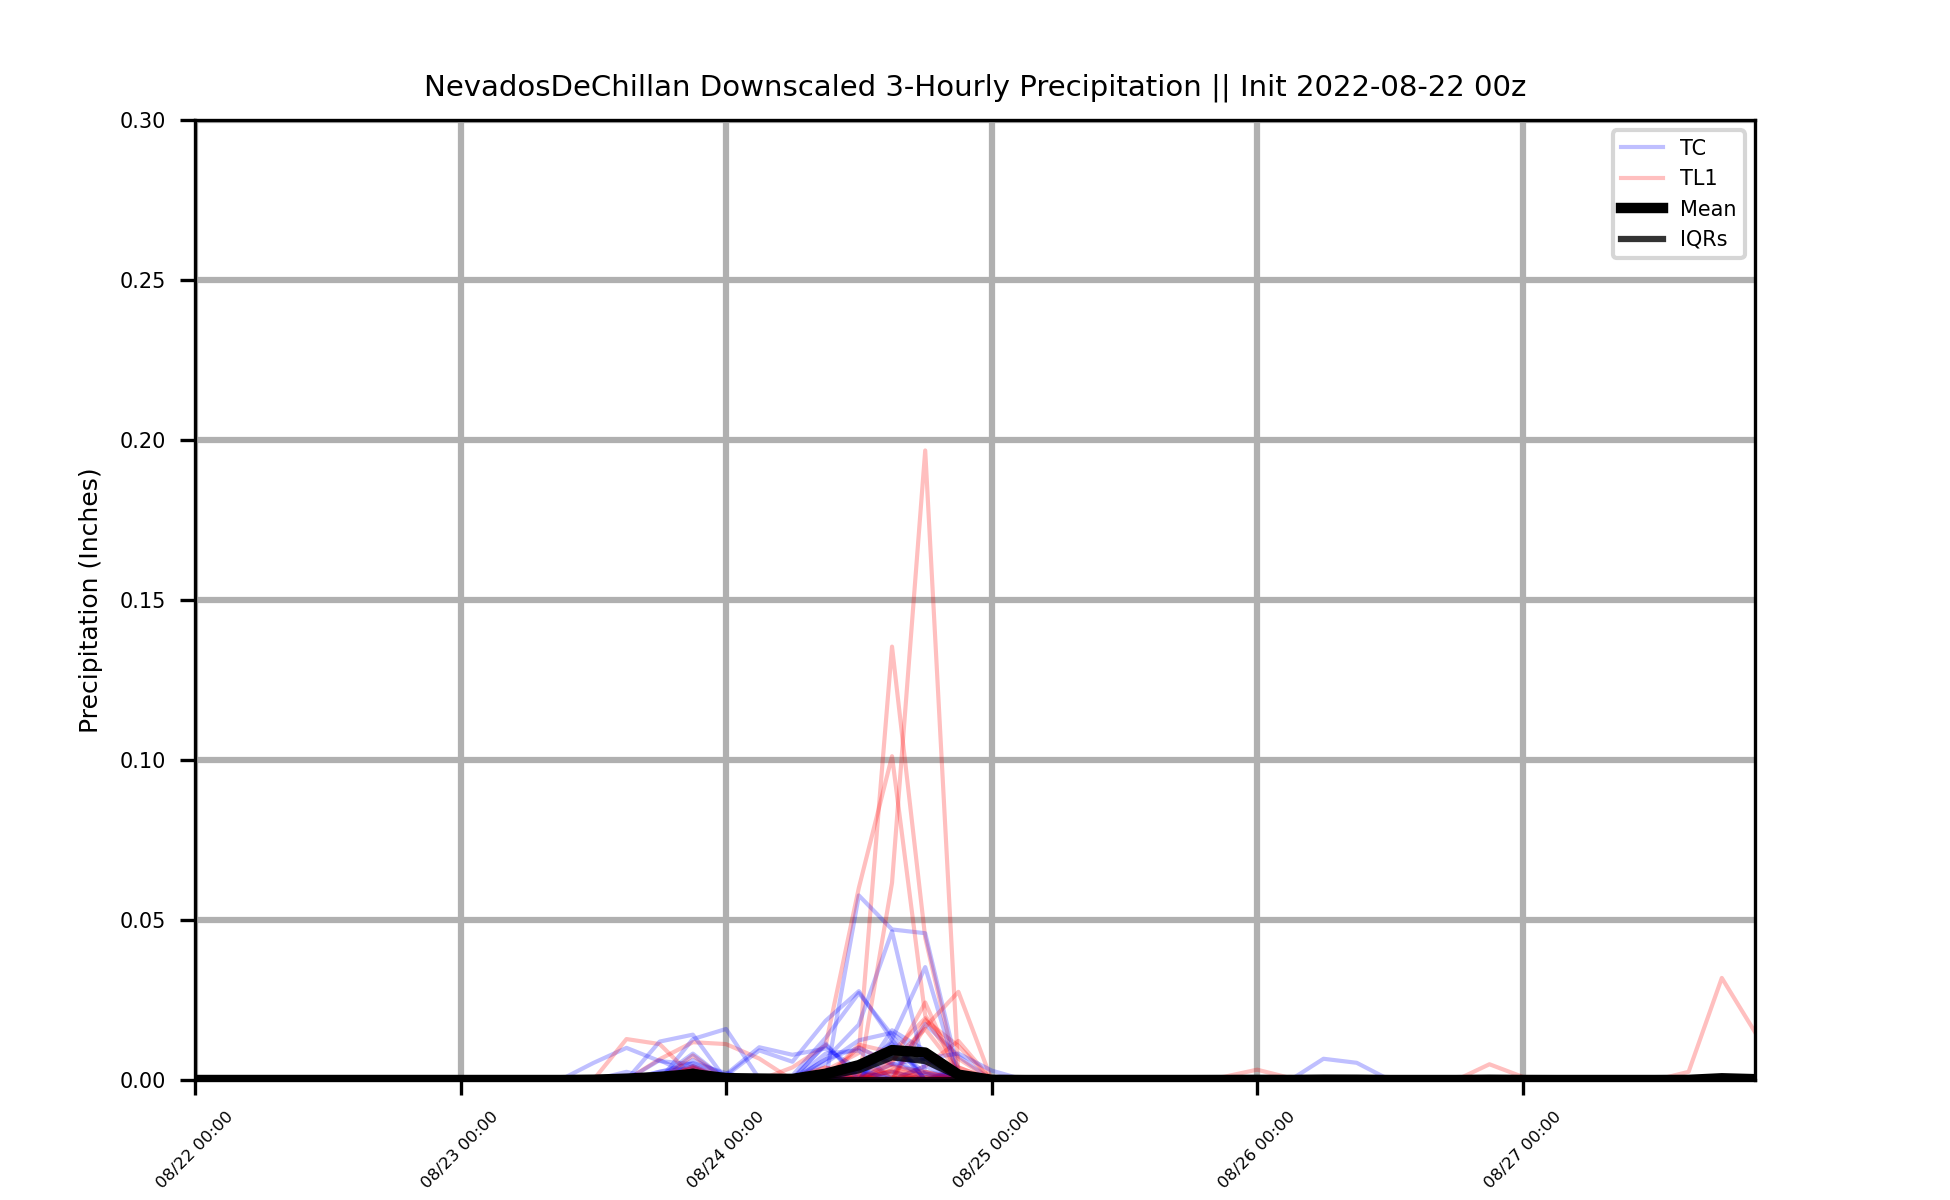 NevadosDeChillan Downscaled 3-Hourly Precipitation || Init 2022-08-22 00z
TC
TL1
Mean
IQRs
Precipitation (Inches)
0.30
0.25
0.20
0.15
0.10
0.05
0.00
08/22 00:00
08/23 00:00
08/24 00:00
08/25 00:00
08/26 00:00
08/27 00:00